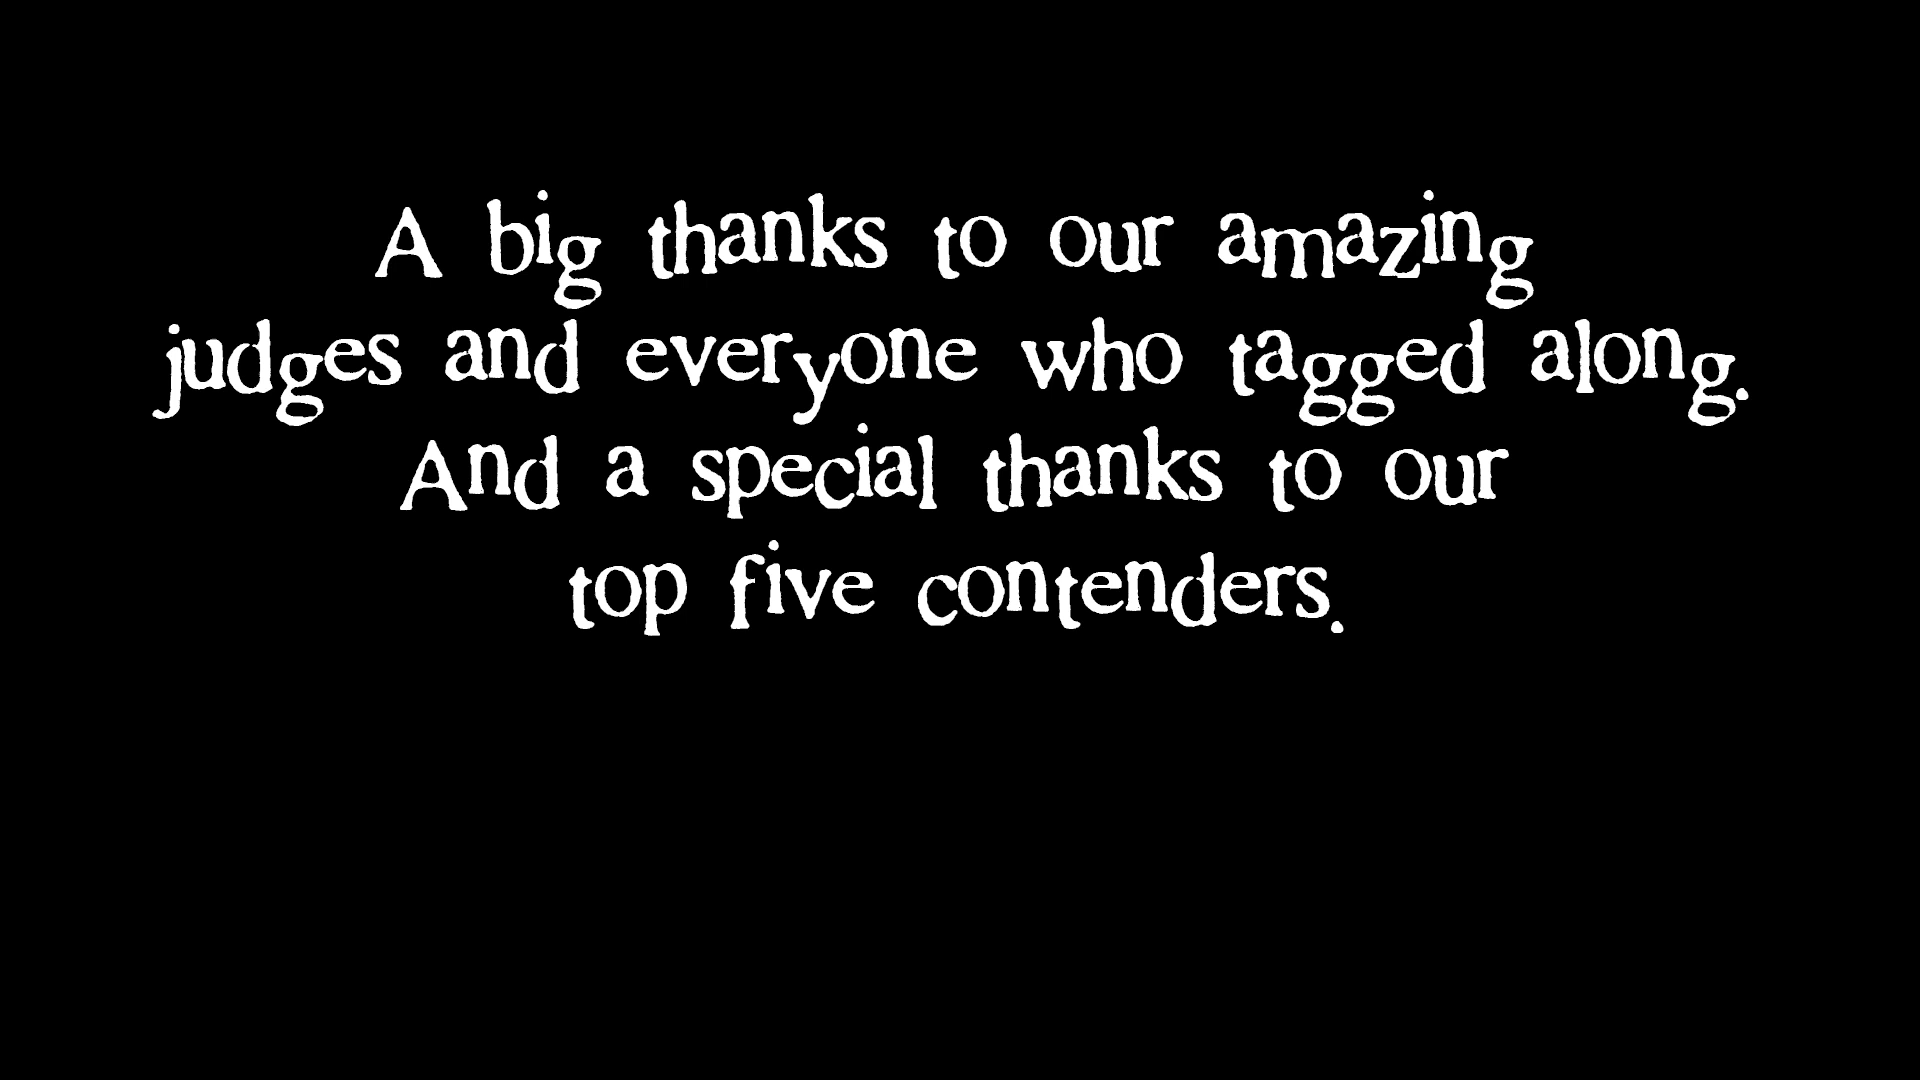 A big thanks to our amazing
judges and everyone who tagged along.
And a special thanks to our
top five contenders.